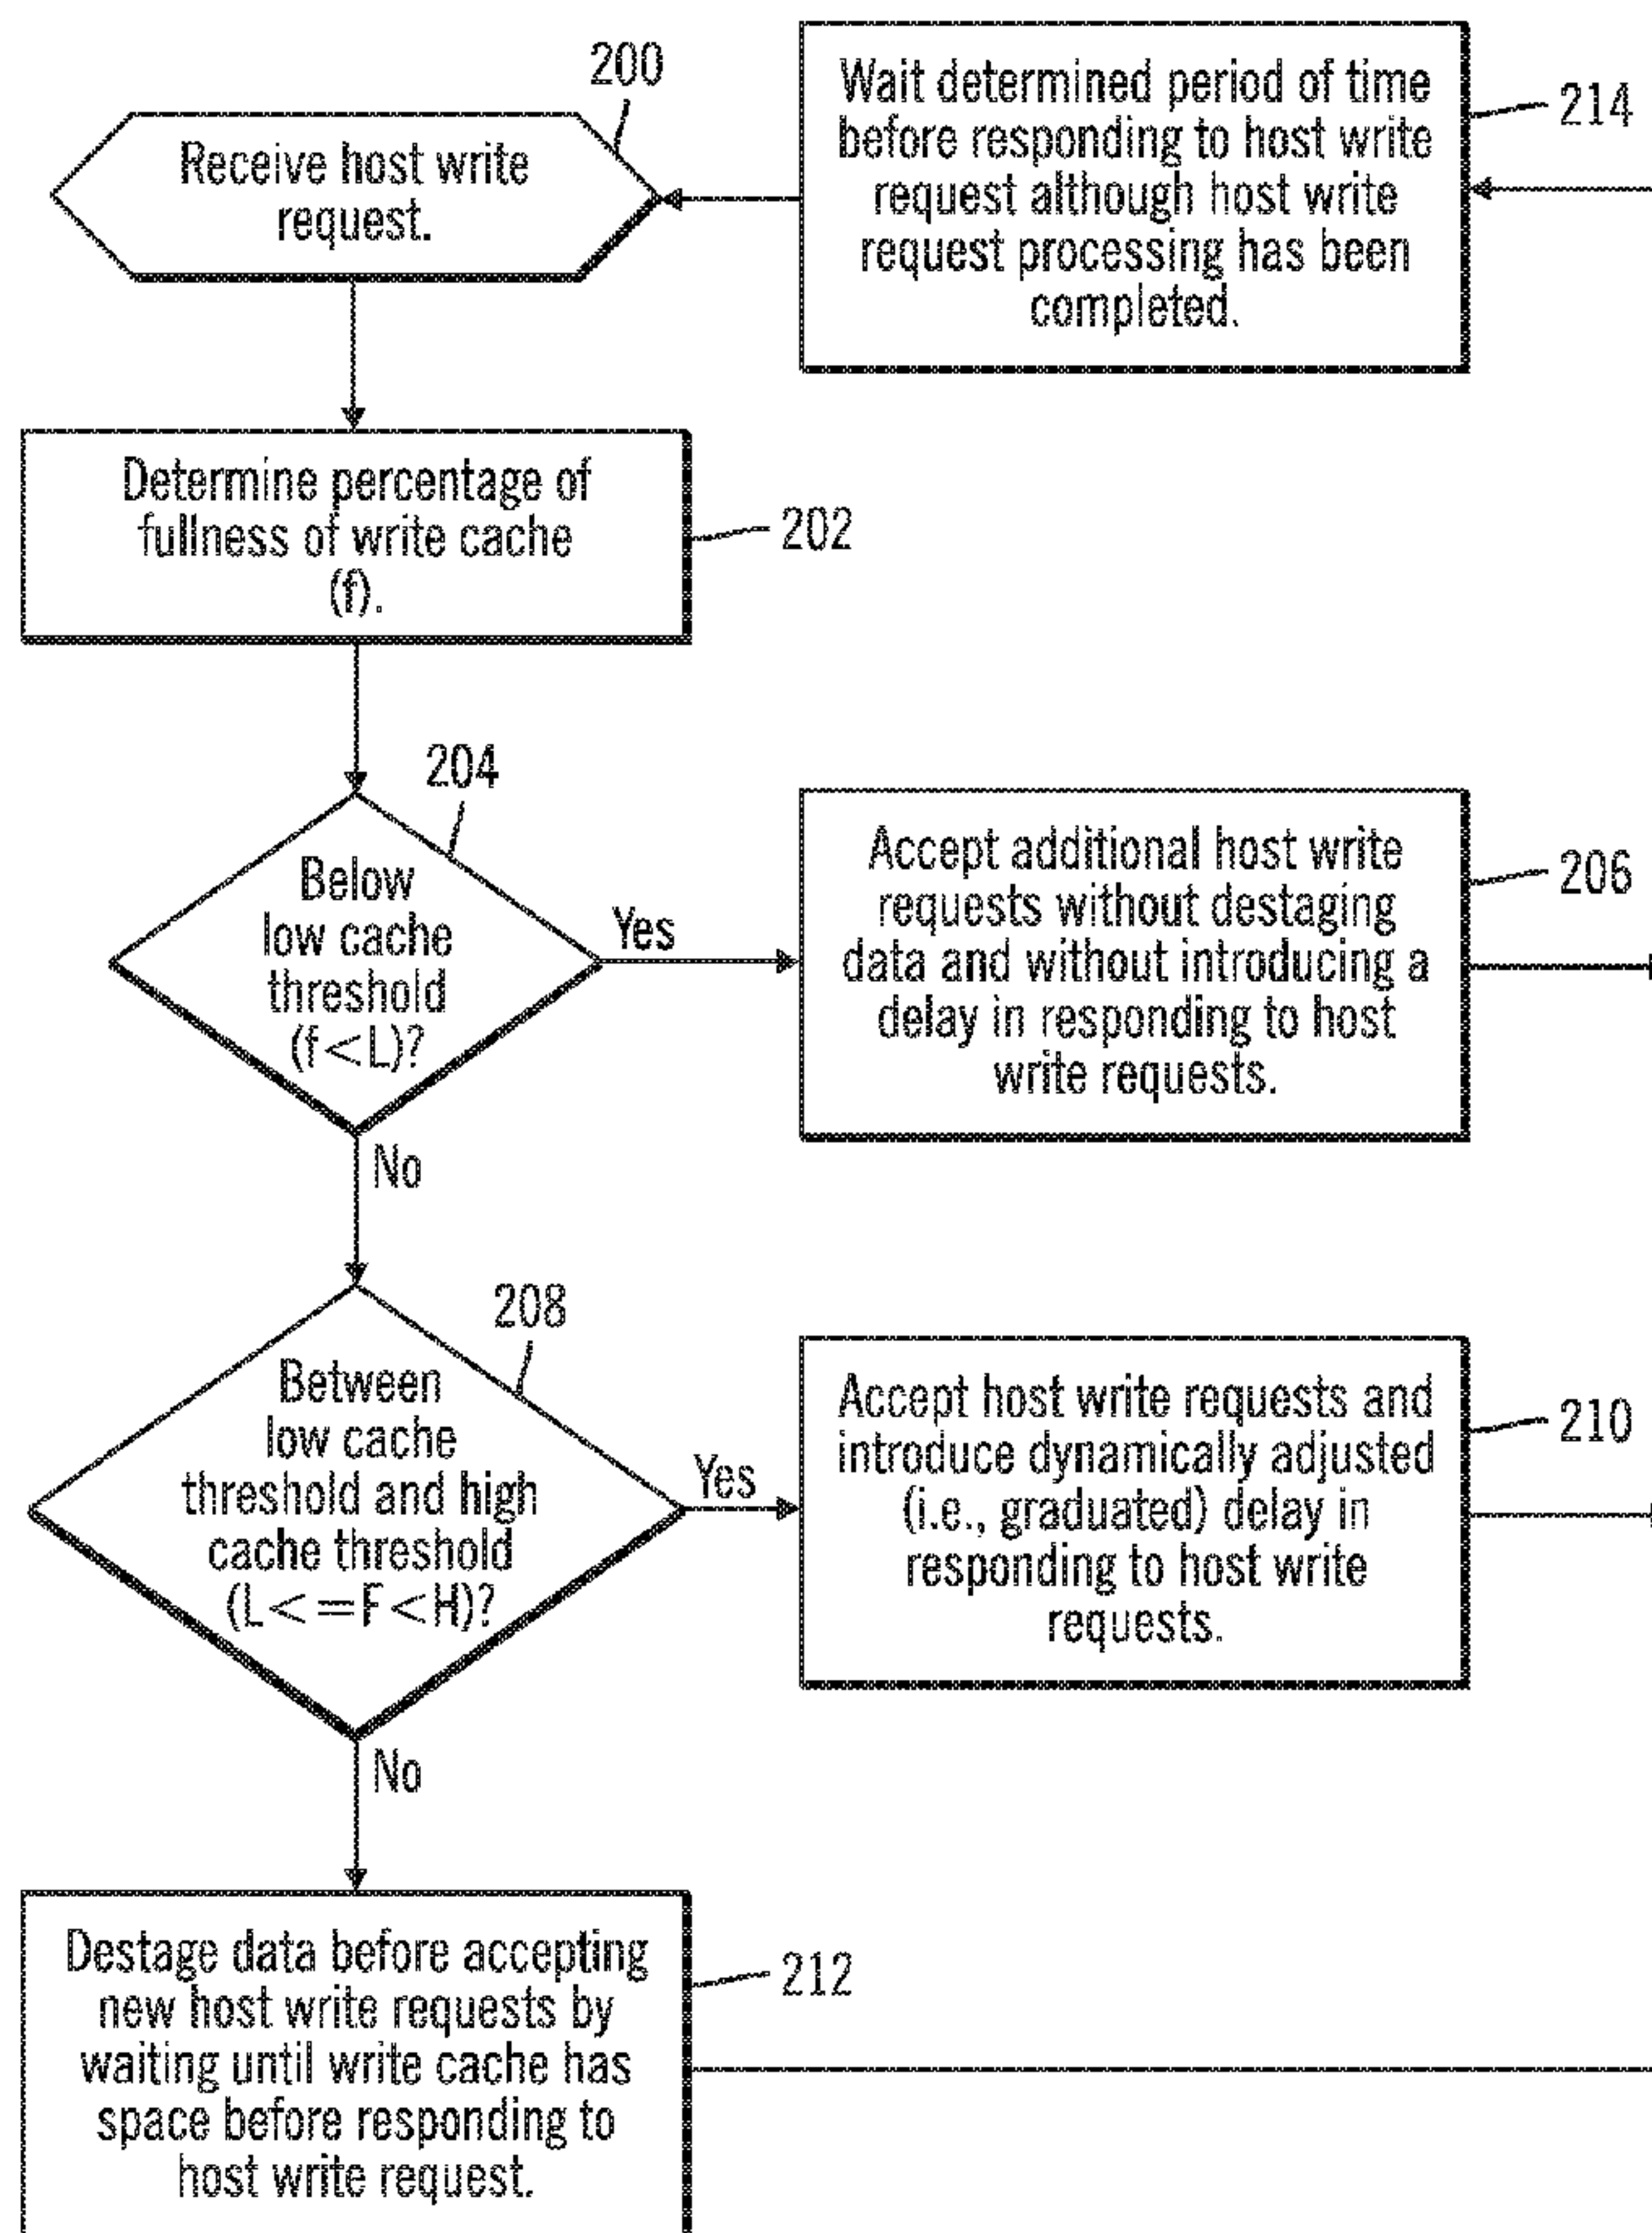 200
Receive host write
request.
Wait determined period of time
before responding to host write
request although host write
request processing has been
completed.
214
Determine percentage of
fullness of write cache
(f).
202
204
Below
low cache
threshold
(f<L)?
Yes
No
Accept additional host write
requests without destaging
data and without introducing a
delay in responding to host
write requests.
206
208
Between
low cache
threshold and high
cache threshold
(L<=F<H)?
Yes
No
Accept host write requests and
introduce dynamically adjusted
(i.e., graduated) delay in
responding to host write
requests.
210
Destage data before accepting
new host write requests by
waiting until write cache has
space before responding to
host write request.
212